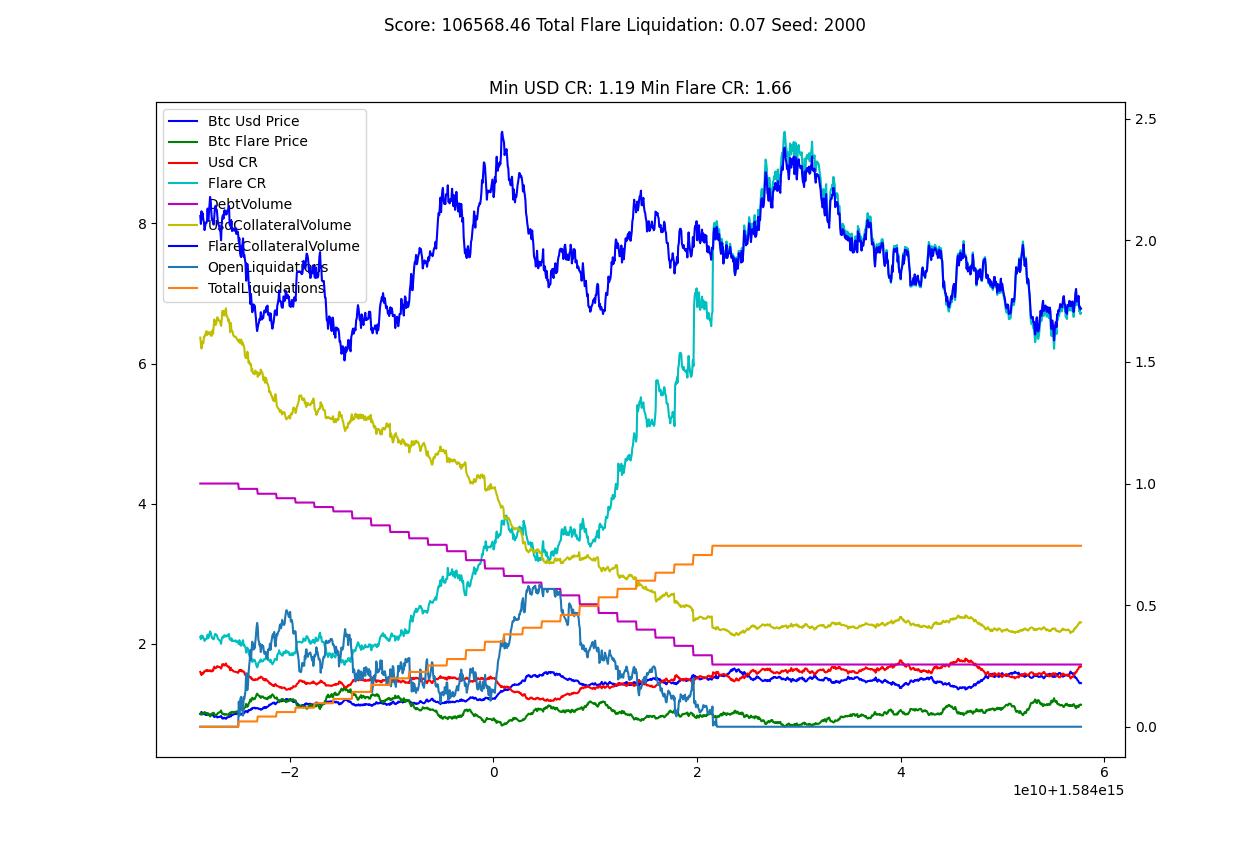 Score: 106568.46 Total Flare Liquidation: 0.07 Seed: 2000
Min USD CR: 1.19 Min Flare CR: 1.66
Btc Usd Price
Btc Flare Price
Usd CR
Flare CR
DebtVolume
UsdCollateralVolume
FlareCollateralVolume
OpenLiquidations
TotalLiquidations
8
6
4
2
2.5
2.0
1.5
1.0
0.5
0.0
−2
0
2
4
6
1e10+1.584e15